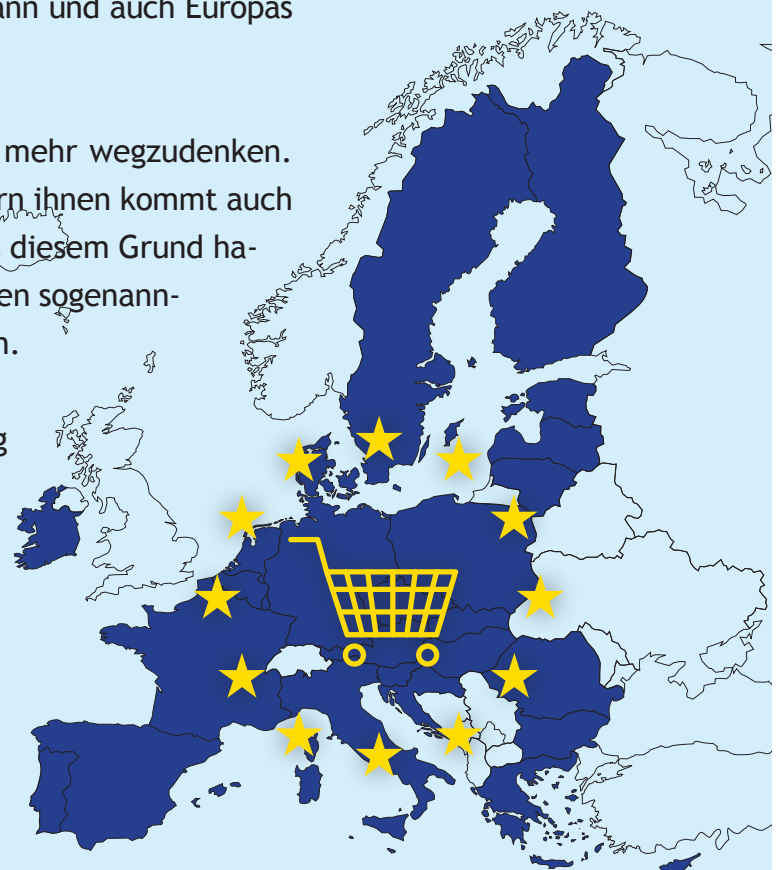 ann und auch Europas
mehr wegzudenken.
rn ihnen kommt auch
diesem Grund ha-
en sogenann-
n.
g